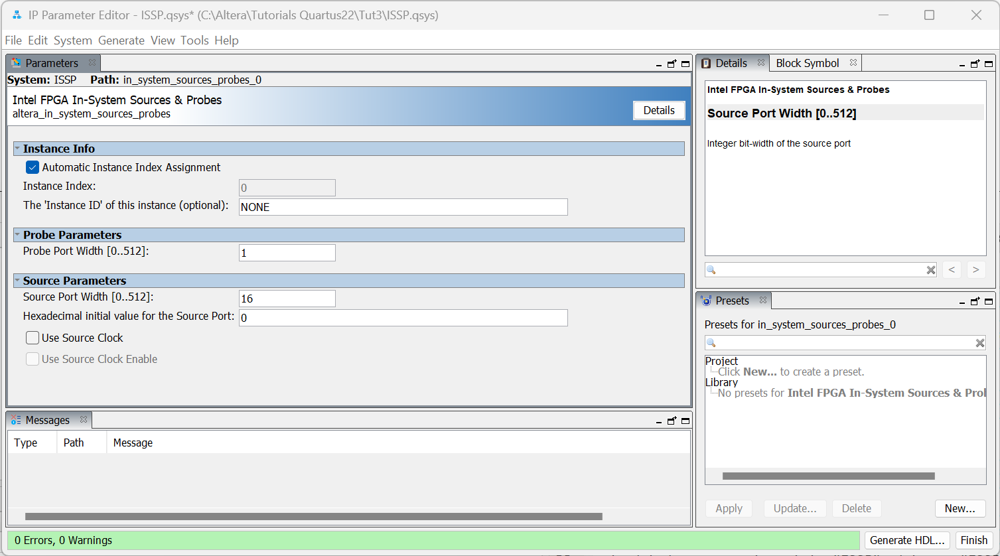 IP Parameter Editor - ISSP.qsys* (C:\Altera\Tutorials Quartus22\Tut3\ISSP.qsys)
File Edit System Generate View Tools Help
Parameters
System: ISSP Path: in_system_sources_probes_0
Intel FPGA In-System Sources & Probes
altera_in_system_sources_probes
Details
Instance Info
Automatic Instance Index Assignment
Instance Index: 0
The 'Instance ID' of this instance (optional): NONE
Probe Parameters
Probe Port Width [0..512]: 1
Source Parameters
Source Port Width [0..512]: 16
Hexadecimal initial value for the Source Port: 0
Use Source Clock
Use Source Clock Enable
Messages
Type Path Message
Details Block Symbol
Intel FPGA In-System Sources & Probes
Source Port Width [0..512]
Integer bit-width of the source port
< >
Presets
Presets for in_system_sources_probes_0
Project
Click New... to create a preset.
Library
No presets for Intel FPGA In-System Sources &
Apply Update... Delete New...
0 Errors, 0 Warnings
Generate HDL... Finish